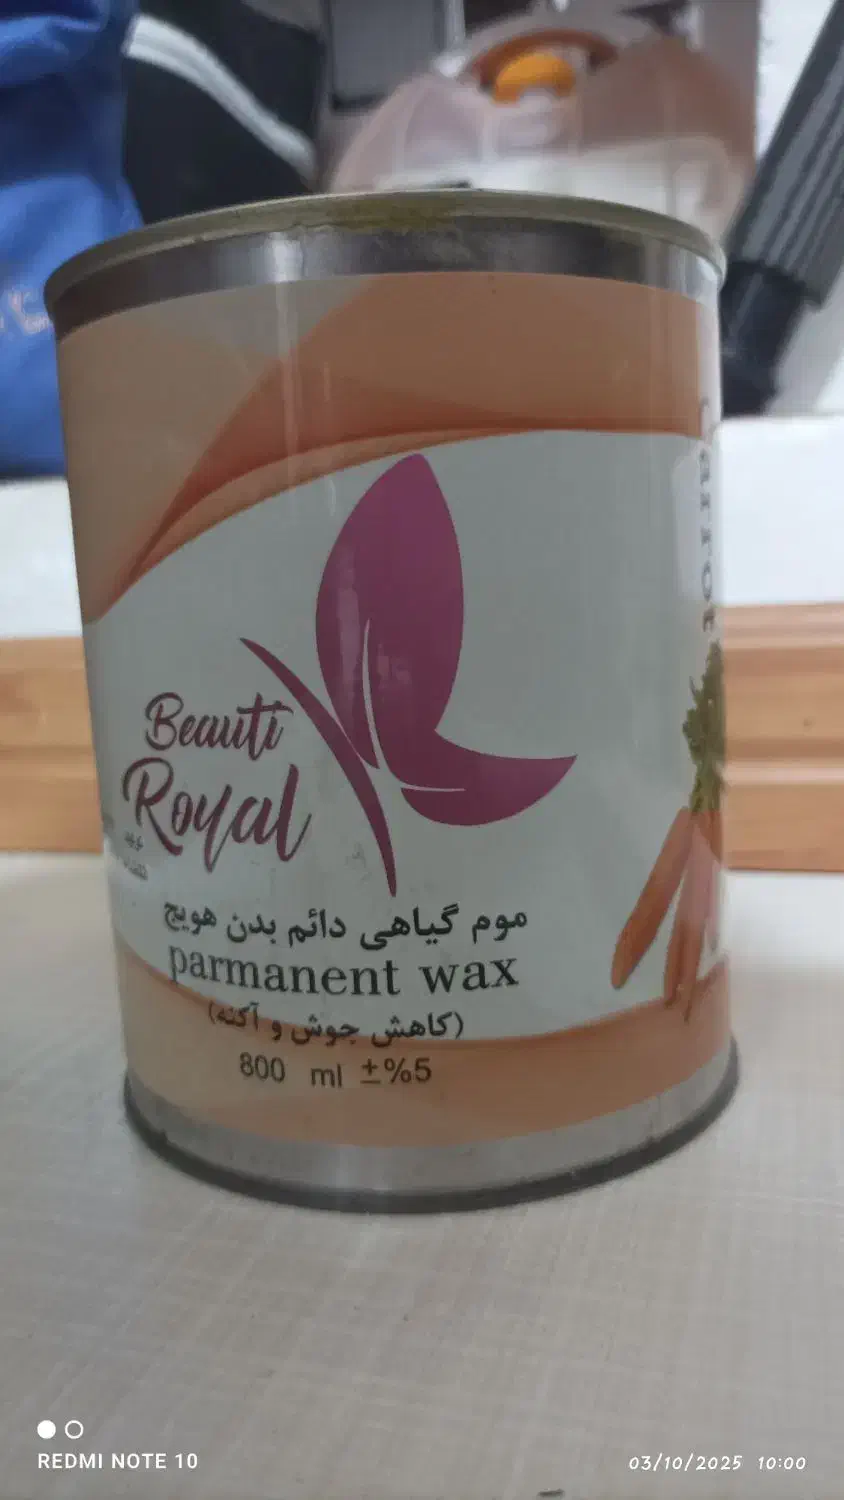 Carrot
Beauti
Royal
موم گیاهی دائم بدن هویج
parmanent wax
(کاهش جوش و آکنه)
800 ml ±%5
REDMI NOTE 10
03/10/2025 10:00